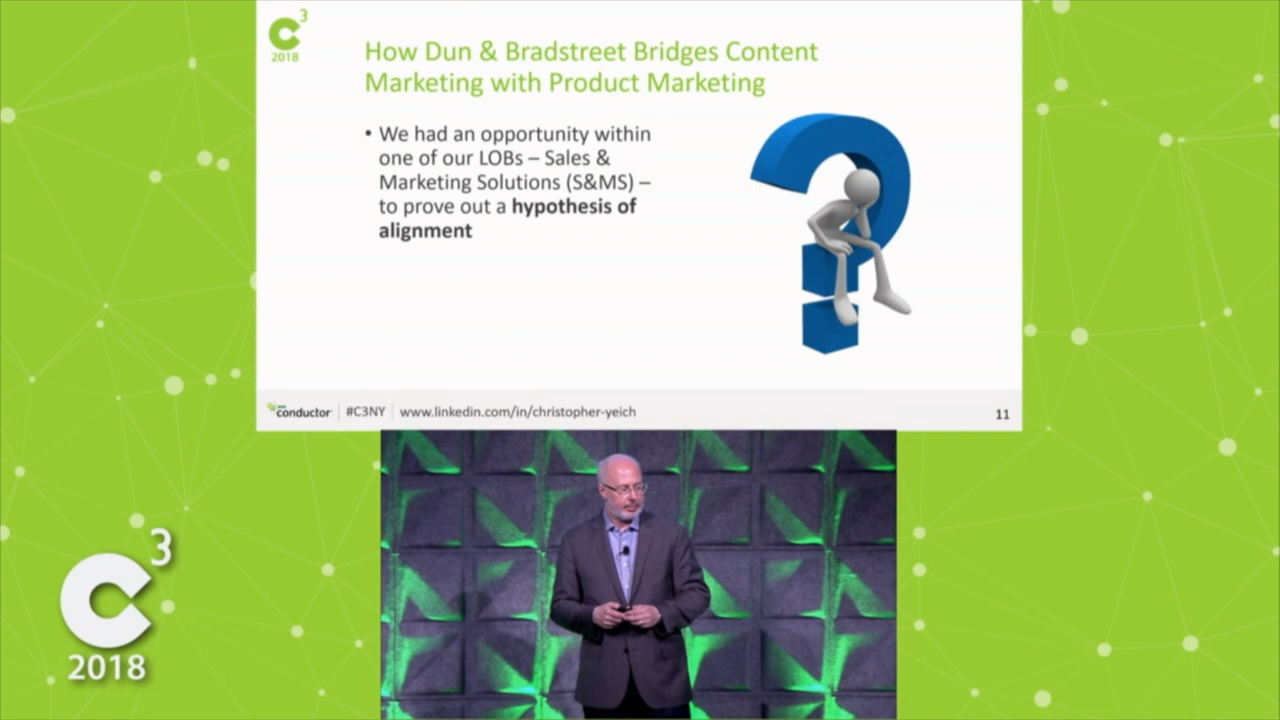 C3
2018
How Dun & Bradstreet Bridges Content
Marketing with Product Marketing
• We had an opportunity within
one of our LOBs – Sales &
Marketing Solutions (S&MS) –
to prove out a hypothesis of
alignment
conductor
#C3NY
www.linkedin.com/in/christopher-yeich
11
C3
2018